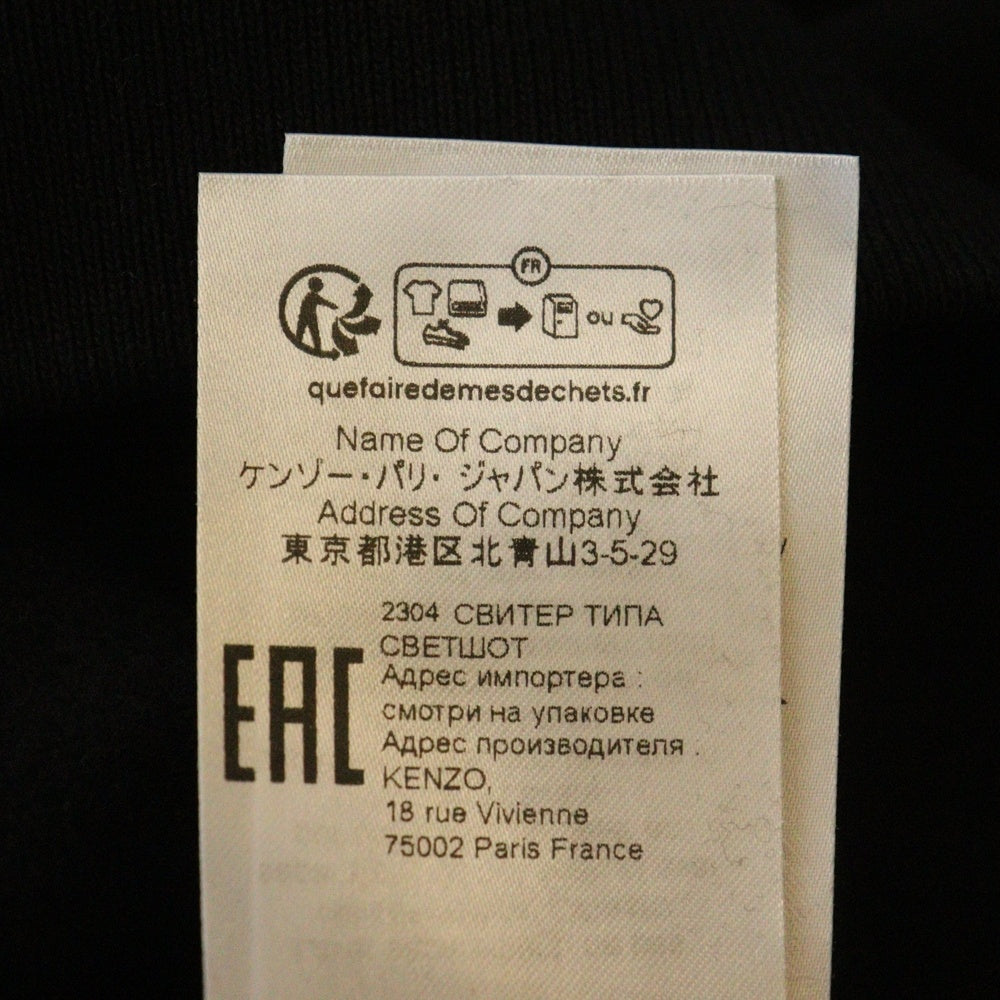 FR
ou
quefairedemesdechets.fr
Name Of Company
ケンゾー・パリ・ジャパン株式会社
Address Of Company
東京都港区北青山3-5-29
2304 СВИТЕР ТИПА
СВЕТШОТ
Адрес импортера :
смотри на упаковке
Адрес производителя :
KENZO,
18 rue Vivienne
75002 Paris France
EAC